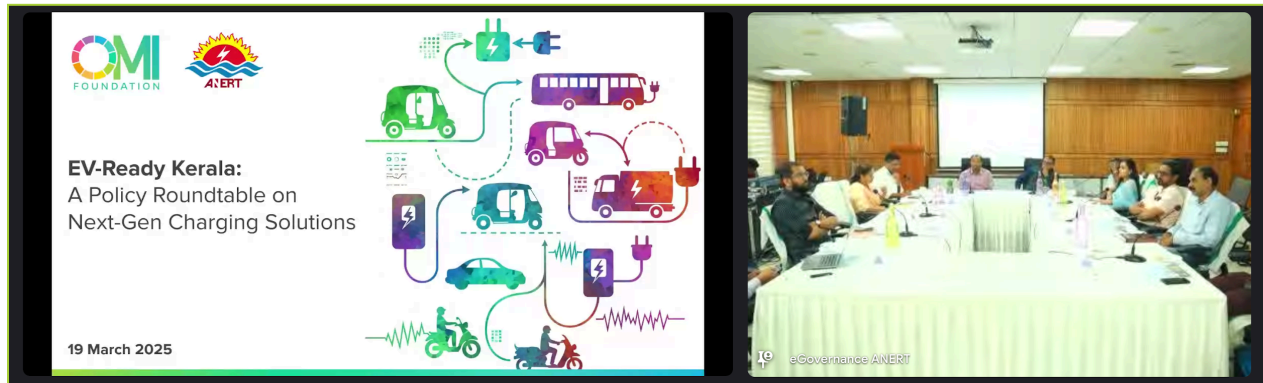 OMI
FOUNDATION
ANERT
EV-Ready Kerala:
A Policy Roundtable on
Next-Gen Charging Solutions
19 March 2025
eGovernance ANERT